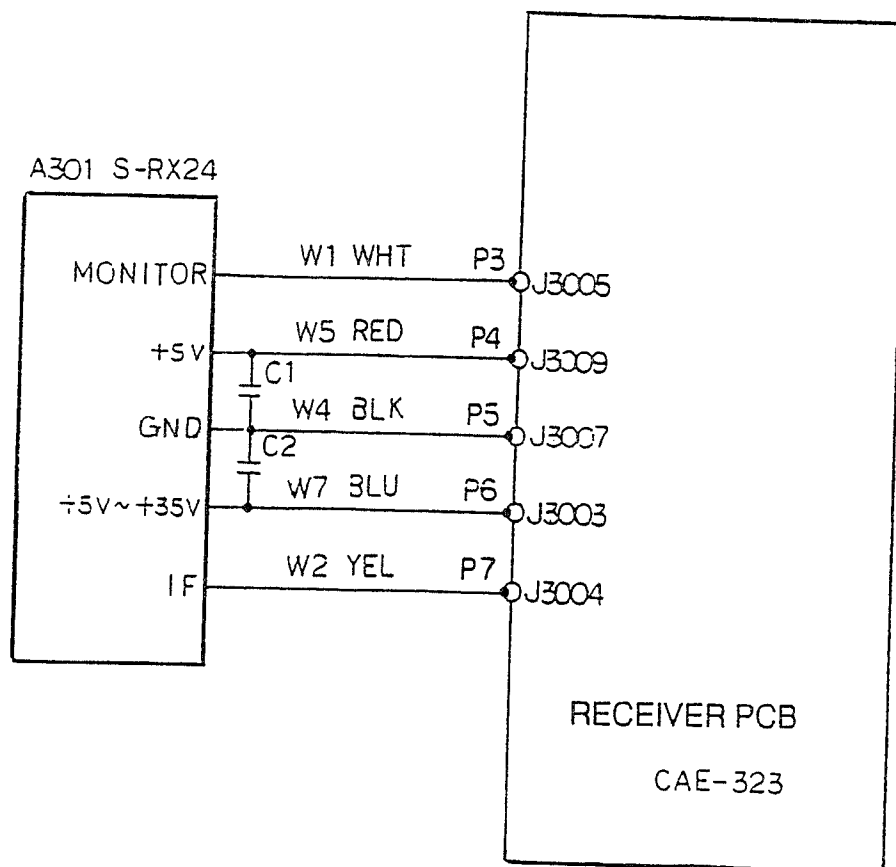 A301 S-RX24
MONITOR
W1 WHT
P3
J3005
+5V
W5 RED
P4
J3009
C1
GND
W4 BLK
P5
J3007
C2
+5V~+35V
W7 BLU
P6
J3003
IF
W2 YEL
P7
J3004
RECEIVER PCB
CAE-323